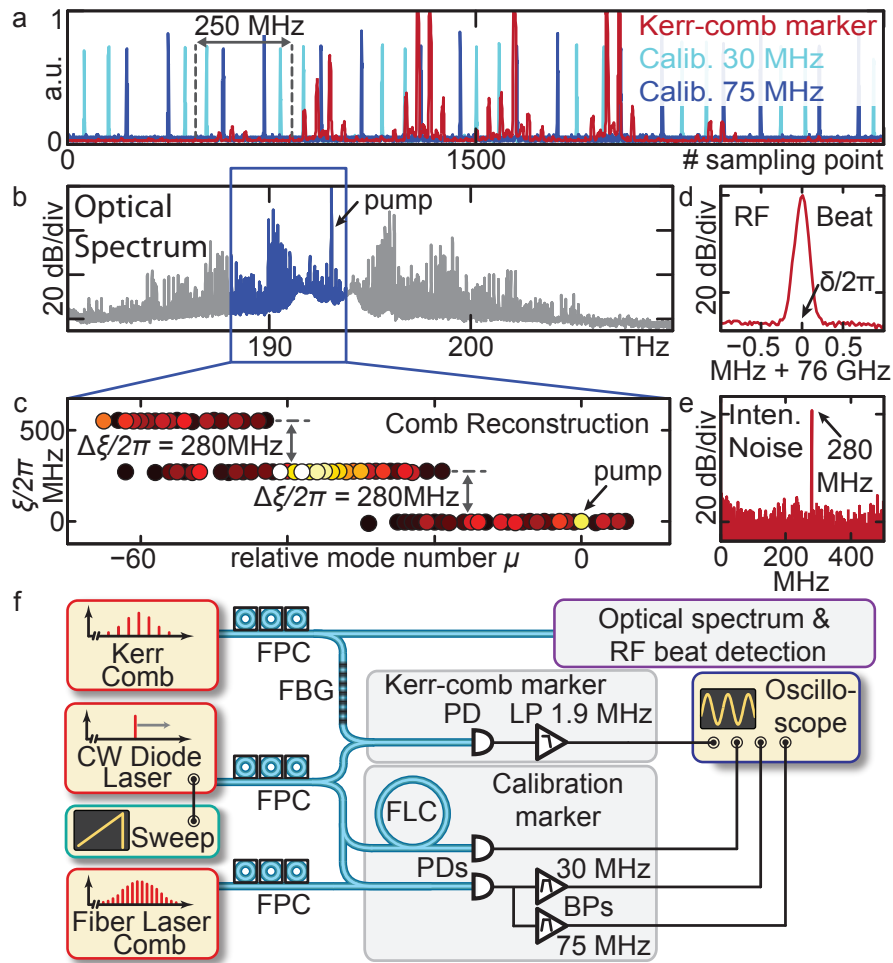 a
1
a.u.
0
250 MHz
Kerr-comb marker
Calib. 30 MHz
Calib. 75 MHz
0
1500
# sampling point
b
20 dB/div
Optical
Spectrum
pump
190
200
THz
d
20 dB/div
RF
Beat
δ/2π
−0.5
0
0.5
MHz + 76 GHz
c
ξ/2π
MHz
500
0
Comb Reconstruction
Δξ/2π = 280MHz
Δξ/2π = 280MHz
pump
−60
relative mode number μ
0
e
20 dB/div
Inten.
Noise
280
MHz
0
200
400
MHz
f
Kerr
Comb
FPC
Optical spectrum &
RF beat detection
FBG
Kerr-comb marker
PD
LP 1.9 MHz
Oscillo-
scope
CW Diode
Laser
FPC
Sweep
FLC
Calibration
marker
PDs
30 MHz
BPs
75 MHz
Fiber Laser
Comb
FPC